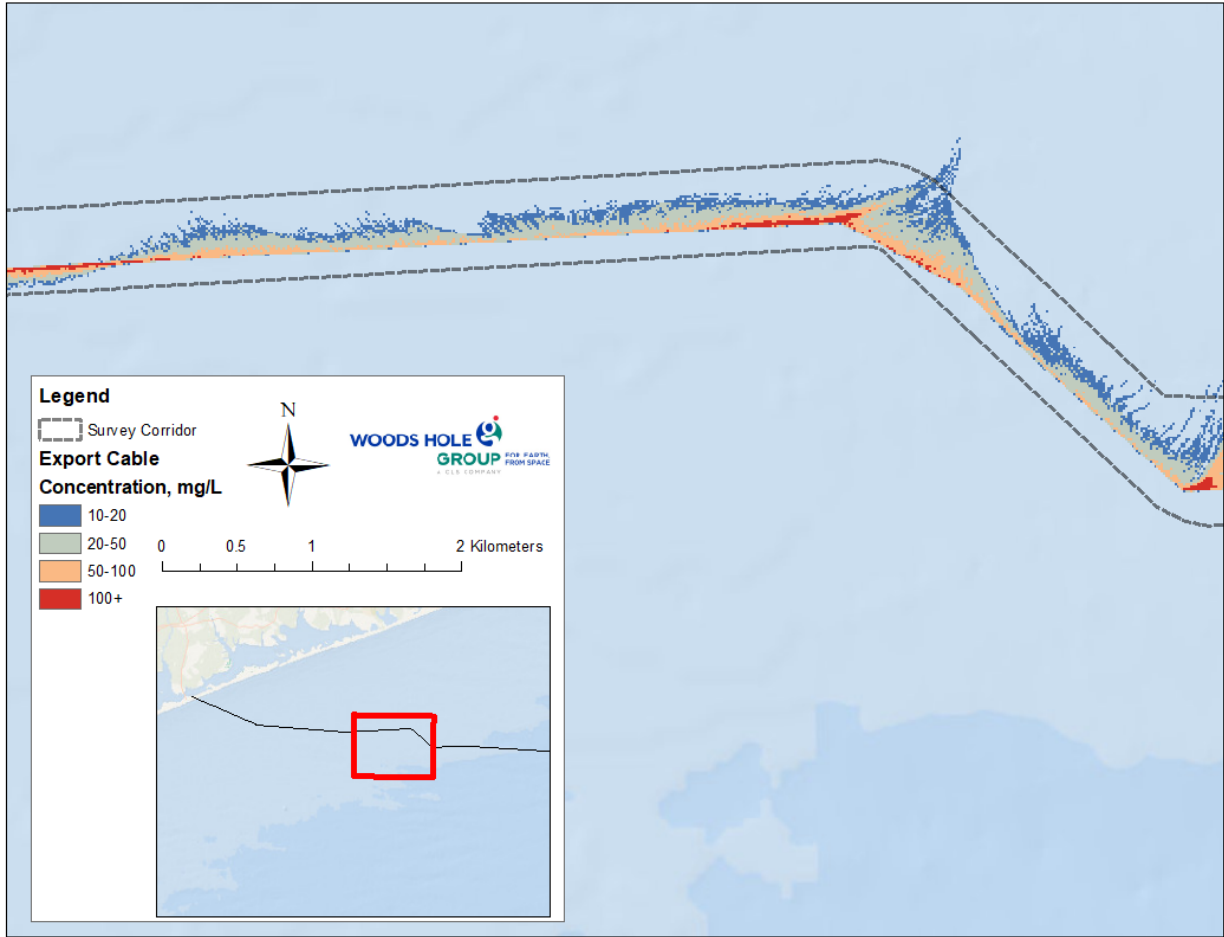 Legend
Survey Corridor
Export Cable
Concentration, mg/L
10-20
20-50
50-100
100+
N
WOODS HOLE
GROUP FOR EARTH,
FROM SPACE
A CLS COMPANY
0 0.5 1 2 Kilometers